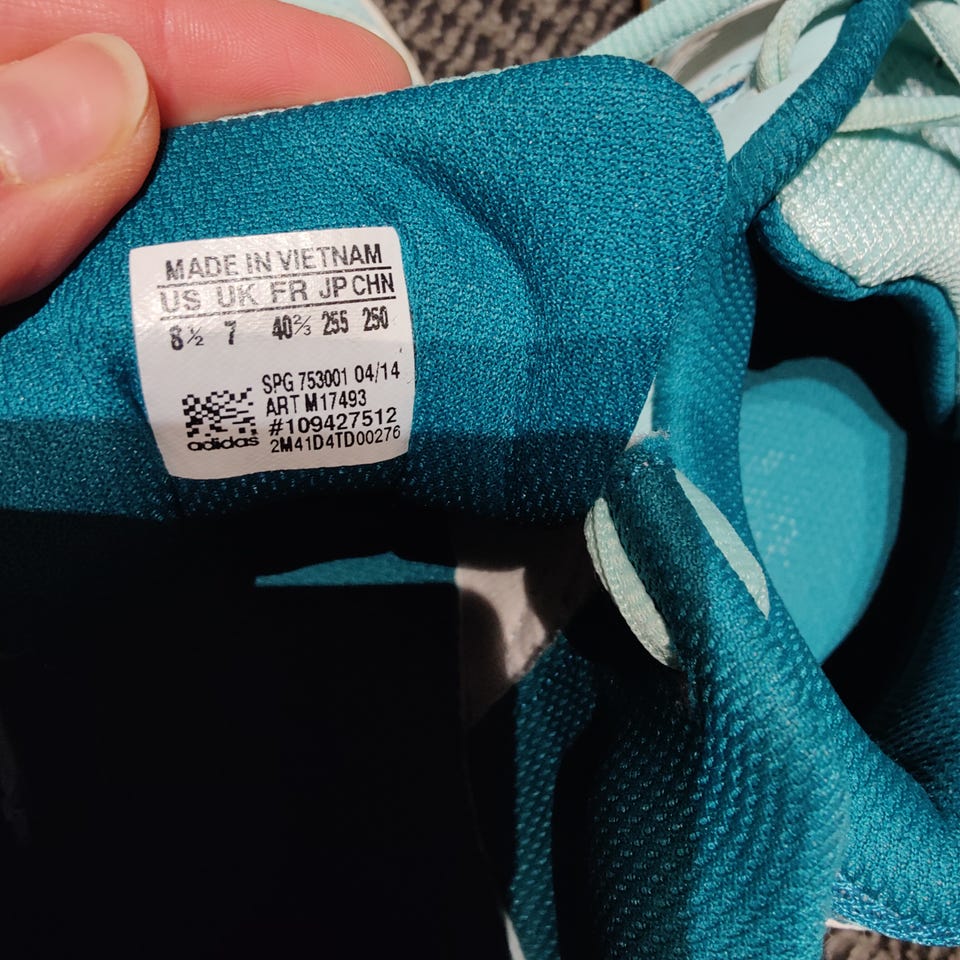 MADE IN VIETNAM
US UK FR JP CHN
8½ 7 40⅔ 255 250
SPG 753001 04/14
ART M17493
#109427512
adidas 2M41D4TD00276